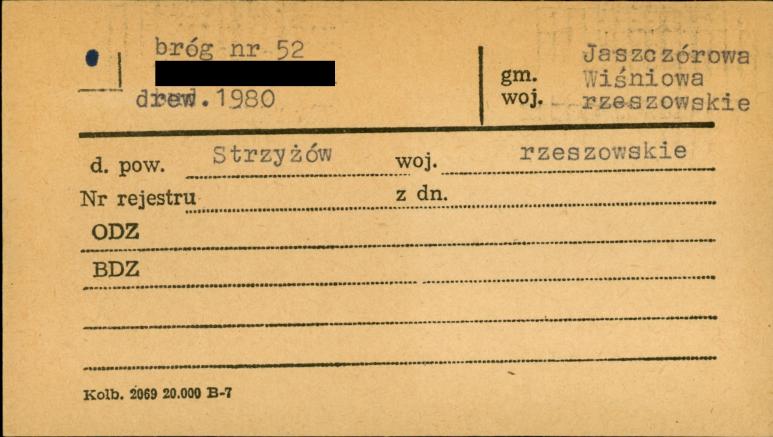 bróg nr 52
drew. 1980
Jaszczórowa
gm. Wiśniowa
woj. rzeszowskie
d. pow. Strzyżów woj. rzeszowskie
Nr rejestru z dn.
ODZ
BDZ
Kolb. 2069 20.000 B-7